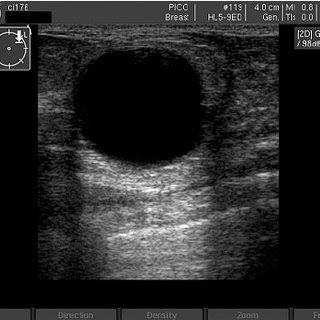 ci176 PICO #119 4.0 cm MI 0.8
Breast HL5-9ED Gen. TIs 0.0
[2D] G
/ 98dB
L
Direction Density Zoom